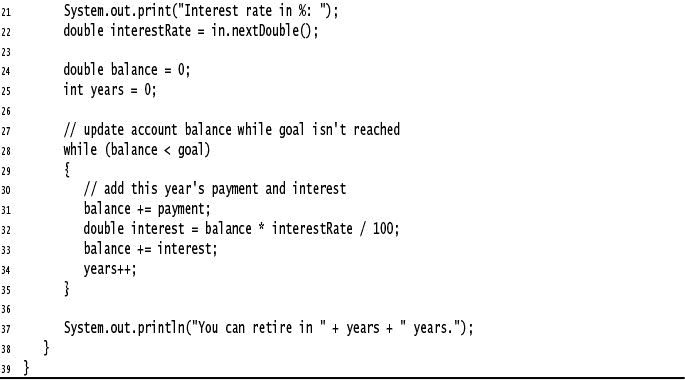 21 System.out.print("Interest rate in %: ");
22 double interestRate = in.nextDouble();
23
24 double balance = 0;
25 int years = 0;
26
27 // update account balance while goal isn't reached
28 while (balance < goal)
29 {
30 // add this year's payment and interest
31 balance += payment;
32 double interest = balance * interestRate / 100;
33 balance += interest;
34 years++;
35 }
36
37 System.out.println("You can retire in " + years + " years.");
38 }
39 }